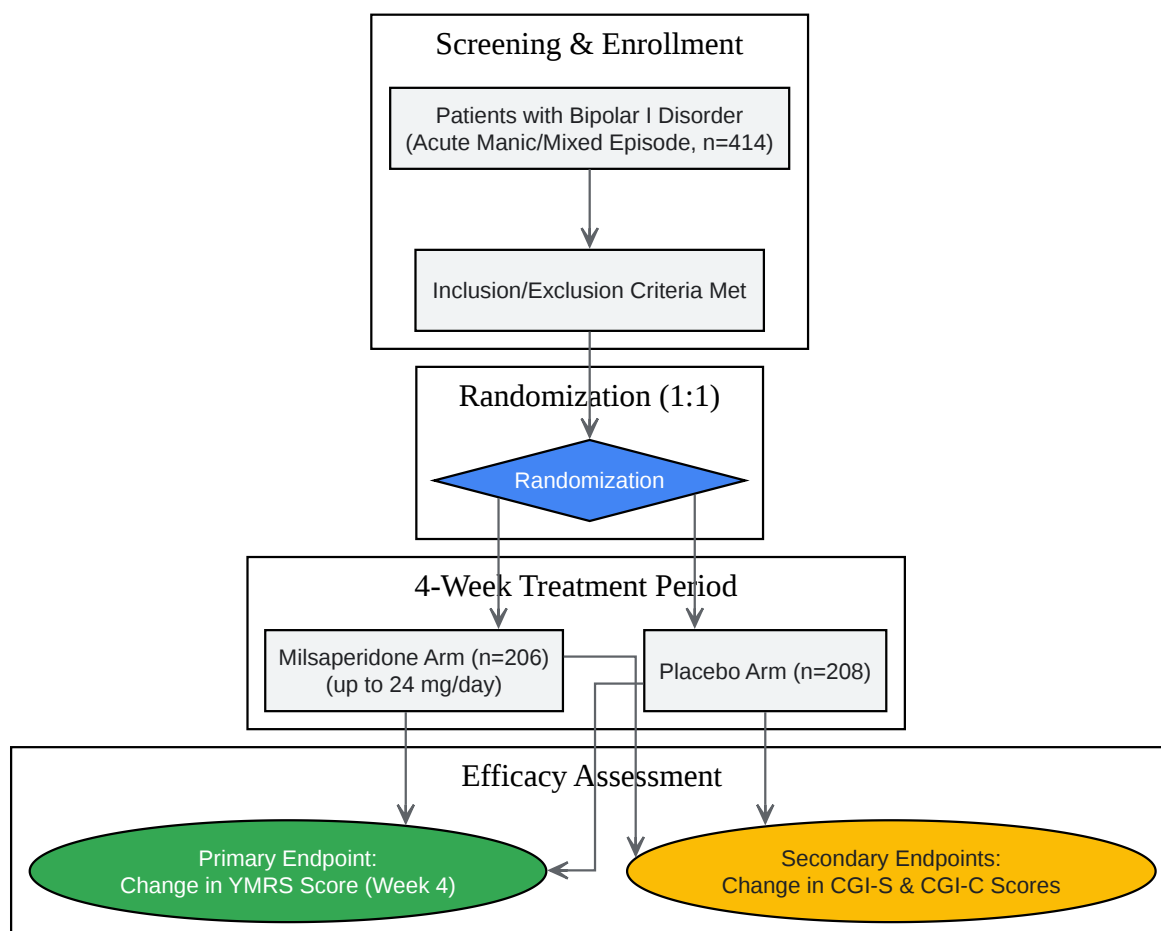 Screening & Enrollment
Patients with Bipolar I Disorder
(Acute Manic/Mixed Episode, n=414)
Inclusion/Exclusion Criteria Met
Randomization (1:1)
Randomization
4-Week Treatment Period
Milsaperidone Arm (n=206)
(up to 24 mg/day)
Placebo Arm (n=208)
Efficacy Assessment
Primary Endpoint:
Change in YMRS Score (Week 4)
Secondary Endpoints:
Change in CGI-S & CGI-C Scores